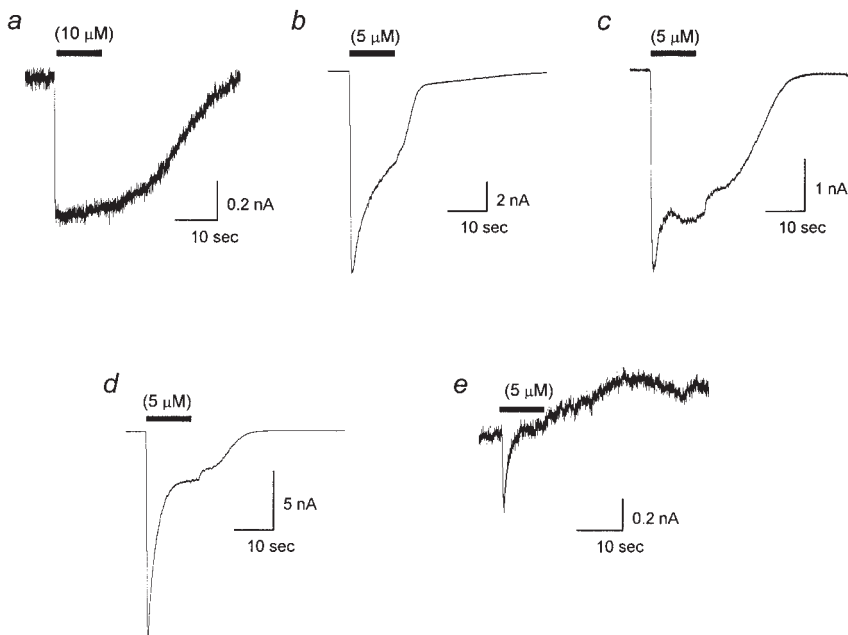 a
(10 µM)
0.2 nA
10 sec
b
(5 µM)
2 nA
10 sec
c
(5 µM)
1 nA
10 sec
d
(5 µM)
5 nA
10 sec
e
(5 µM)
0.2 nA
10 sec